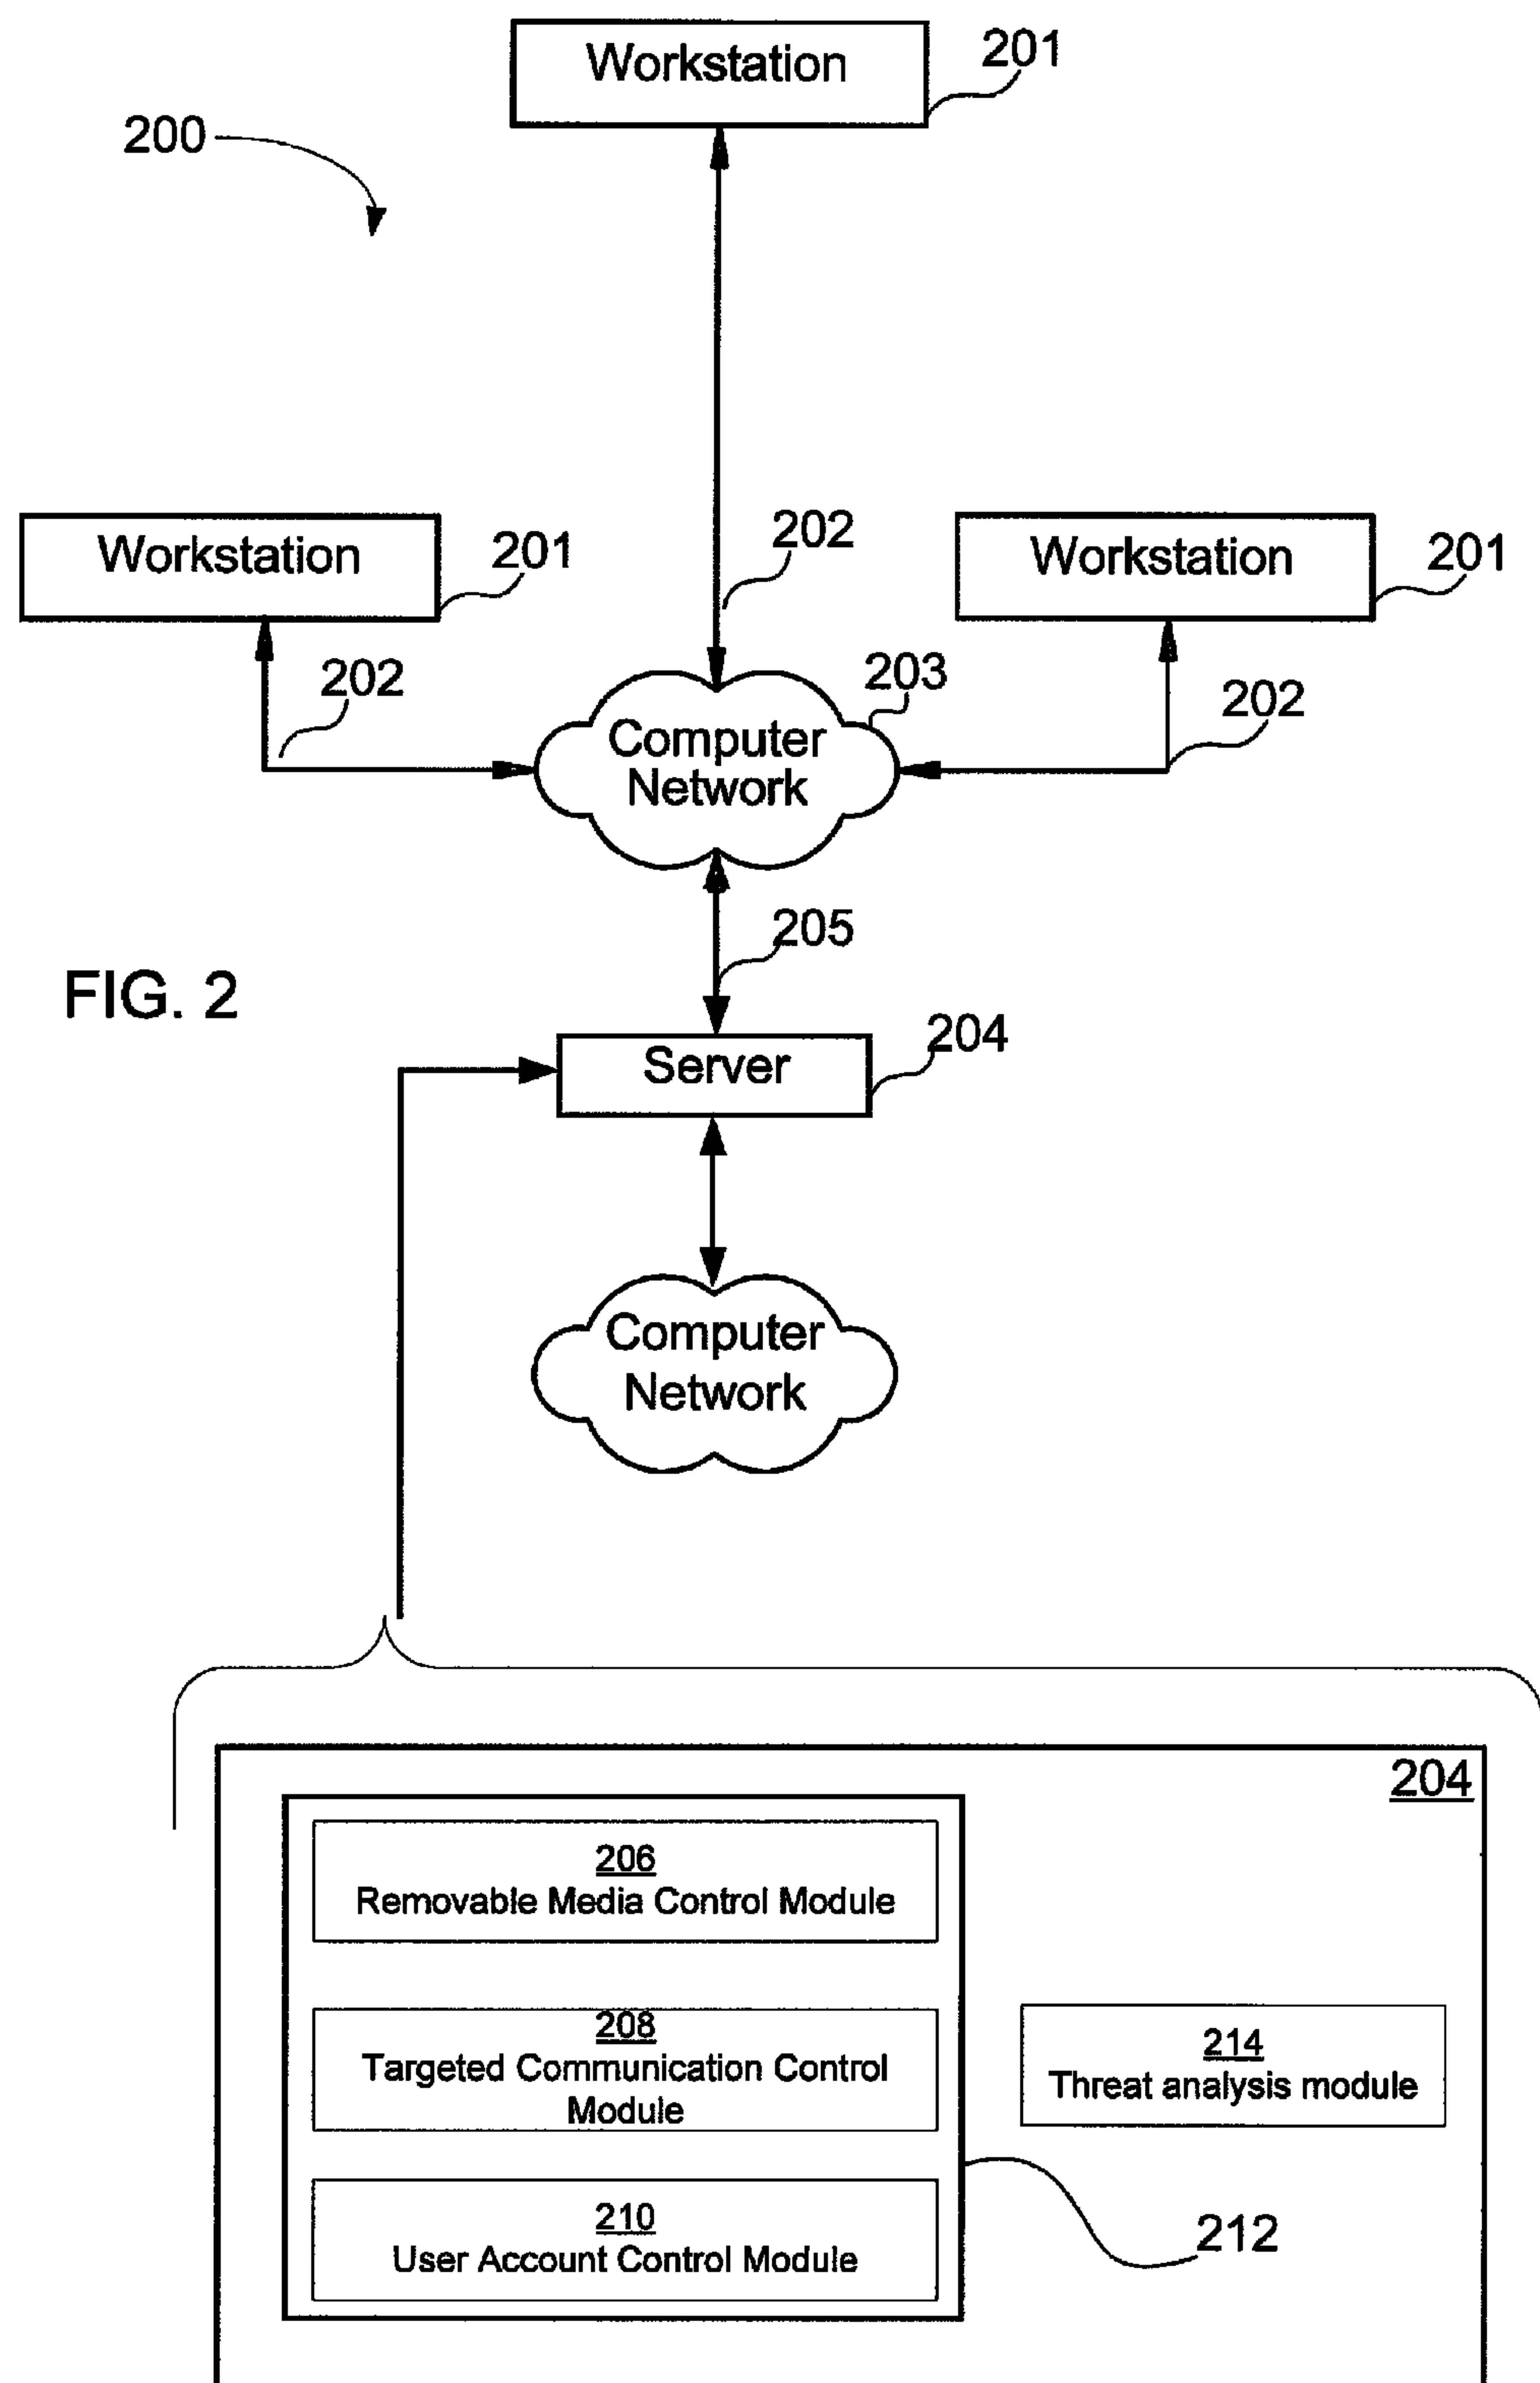 Workstation
201
200
Workstation
201
202
Workstation
201
202
203
202
Computer
Network
205
FIG. 2
204
Server
Computer
Network
204
206
Removable Media Control Module
208
Targeted Communication Control
Module
214
Threat analysis module
210
User Account Control Module
212